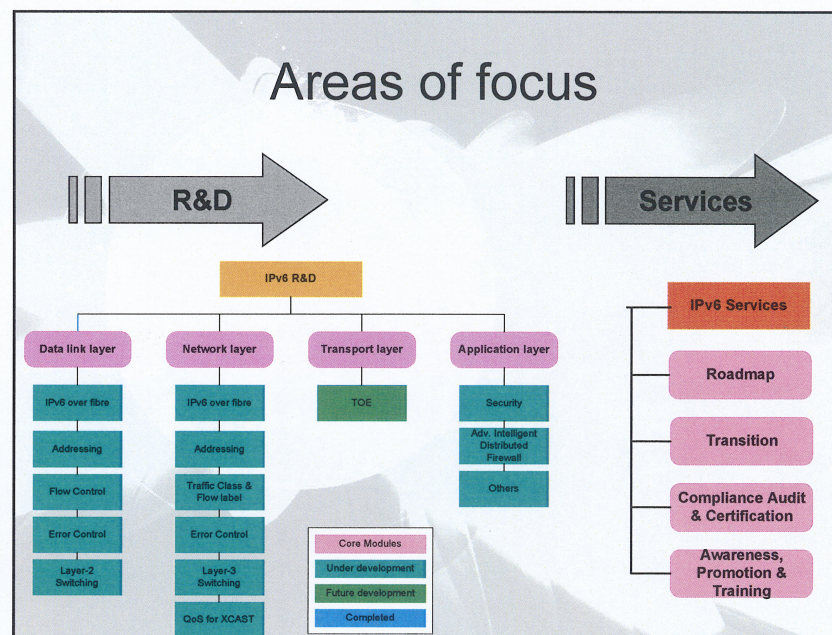 Areas of focus
R&D
Services
IPv6 R&D
Data link layer
Network layer
Transport layer
Application layer
IPv6 over fibre
Addressing
Flow Control
Error Control
Layer-2
Switching
IPv6 over fibre
Addressing
Traffic Class &
Flow label
Error Control
Layer-3
Switching
QoS for XCAST
TOE
Security
Adv. Intelligent
Distributed
Firewall
Others
Core Modules
Under development
Future development
Completed
IPv6 Services
Roadmap
Transition
Compliance Audit
& Certification
Awareness,
Promotion &
Training